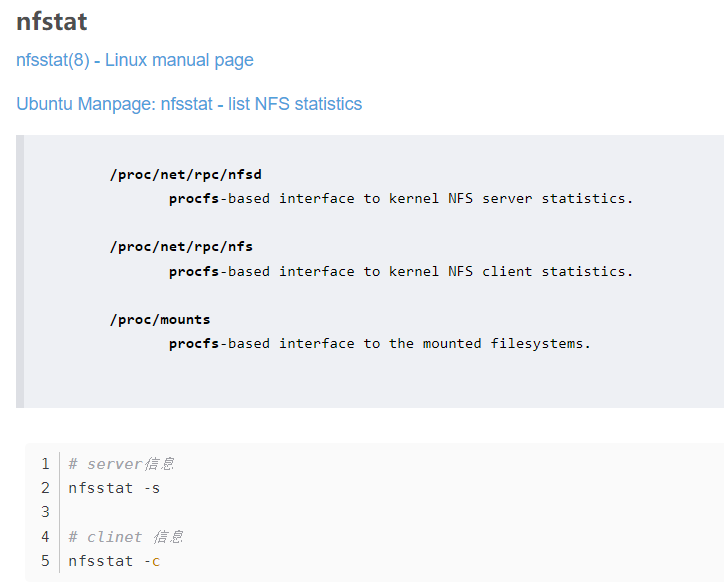 nfstat
nfsstat(8) - Linux manual page
Ubuntu Manpage: nfsstat - list NFS statistics
/proc/net/rpc/nfsd
procfs-based interface to kernel NFS server statistics.
/proc/net/rpc/nfs
procfs-based interface to kernel NFS client statistics.
/proc/mounts
procfs-based interface to the mounted filesystems.
1 # server信息
2 nfsstat -s
3
4 # clinet 信息
5 nfsstat -c